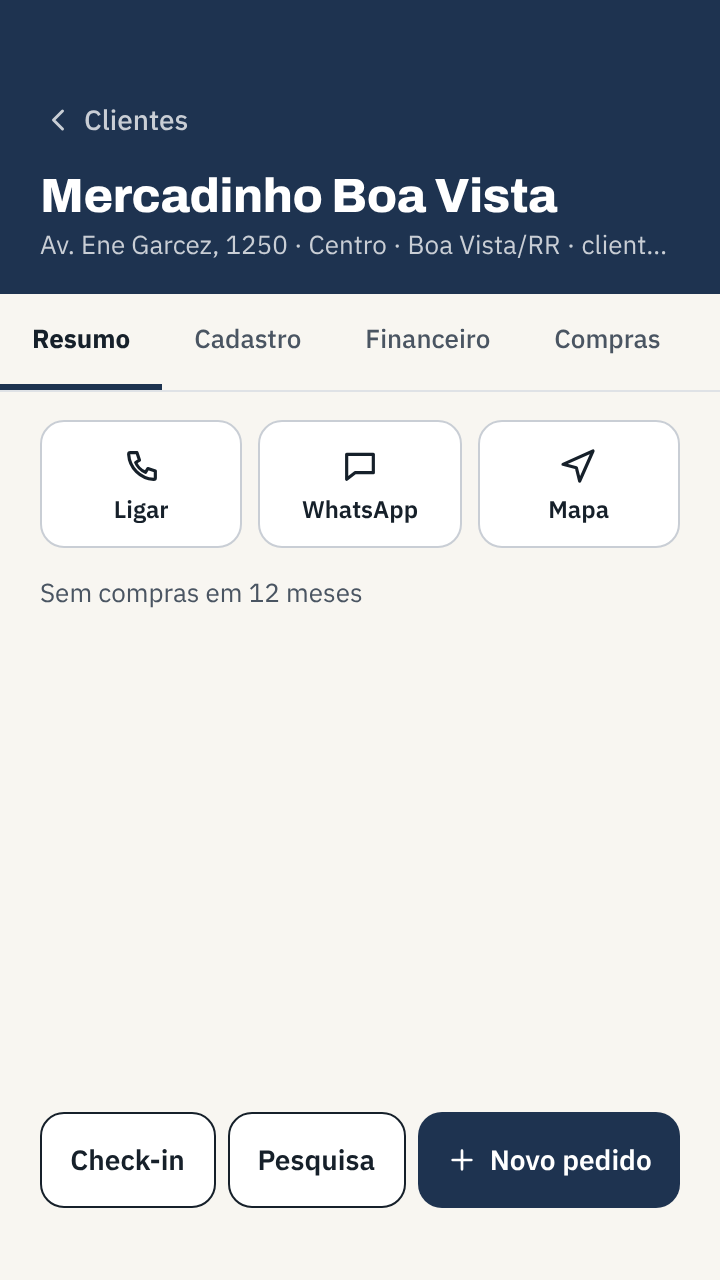 Clientes
Mercadinho Boa Vista
Av. Ene Garcez, 1250 · Centro · Boa Vista/RR · client...
Resumo Cadastro Financeiro Compras
Ligar WhatsApp Mapa
Sem compras em 12 meses
Check-in Pesquisa + Novo pedido